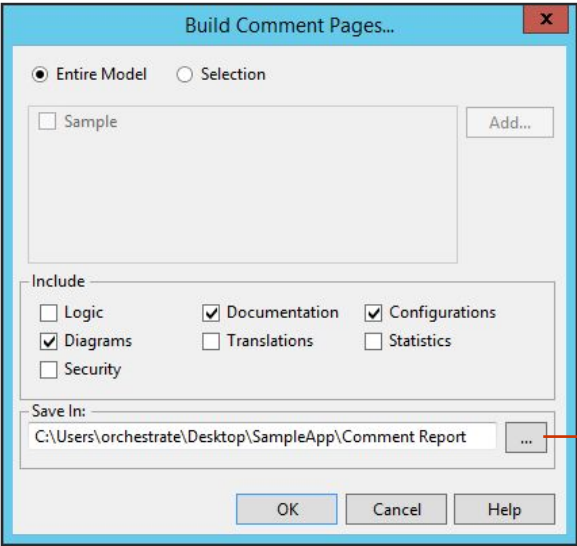 Build Comment Pages...
x
Entire Model Selection
Sample
Add...
Include
Logic Documentation Configurations
Diagrams Translations Statistics
Security
Save In:
C:\Users\orchestrate\Desktop\SampleApp\Comment Report ...
OK Cancel Help